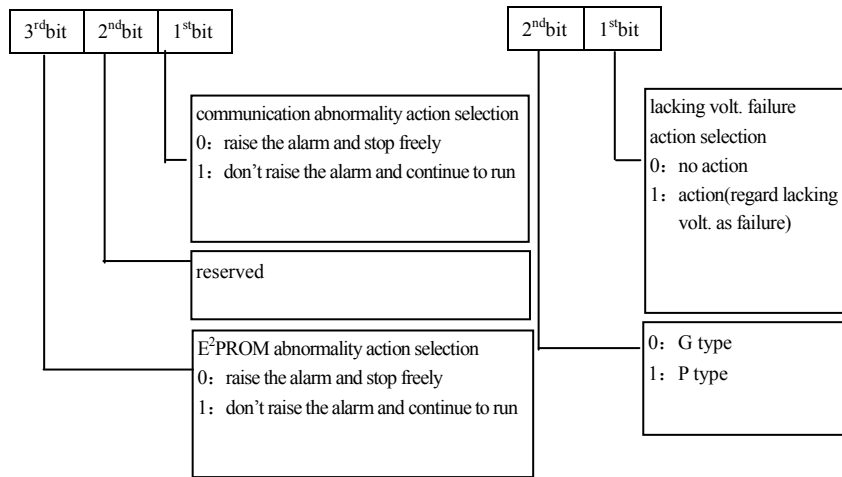 3rdbit 2ndbit 1stbit
communication abnormality action selection
0：raise the alarm and stop freely
1：don’t raise the alarm and continue to run
reserved
E2PROM abnormality action selection
0：raise the alarm and stop freely
1：don’t raise the alarm and continue to run
2ndbit 1stbit
lacking volt. failure
action selection
0：no action
1：action(regard lacking
volt. as failure)
0：G type
1：P type